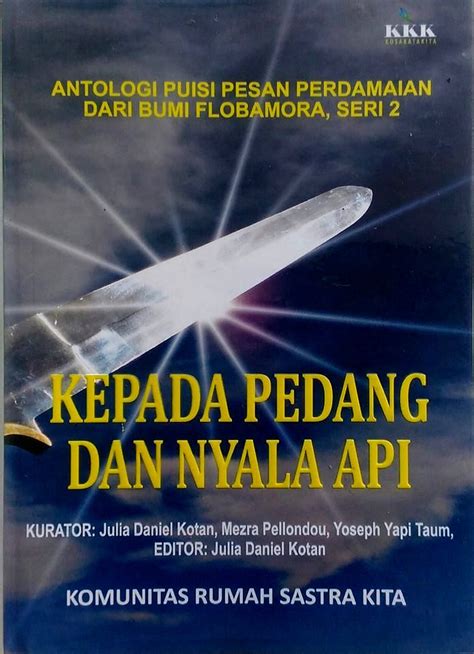 KKK
KOSAKATAKITA
ANTOLOGI PUISI PESAN PERDAMAIAN
DARI BUMI FLOBAMORA, SERI 2
KEPADA PEDANG
DAN NYALA API
KURATOR: Julia Daniel Kotan, Mezra Pellondou, Yoseph Yapi Taum,
EDITOR: Julia Daniel Kotan
KOMUNITAS RUMAH SASTRA KITA